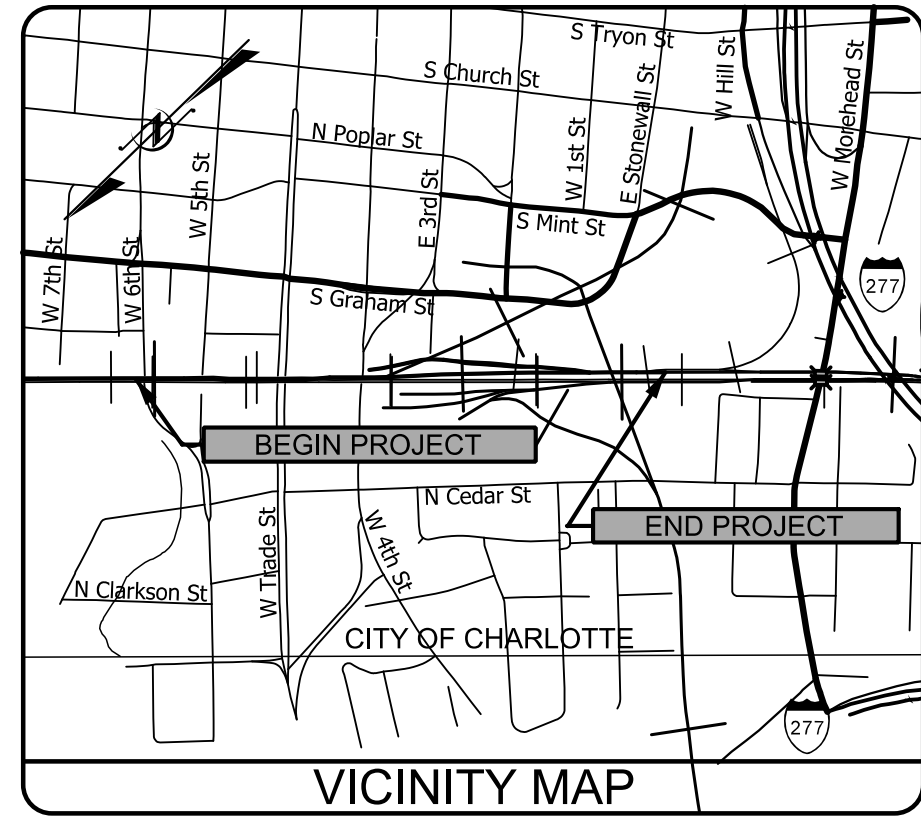 S Tryon St
S Church St
W Hill St
W Morehead St
N Poplar St
W 1st St
E Stonewall St
W 5th St
E 3rd St
S Mint St
W 7th St
W 6th St
277
S Graham St
BEGIN PROJECT
N Cedar St
END PROJECT
W Trade St
W 4th St
N Clarkson St
CITY OF CHARLOTTE
277
VICINITY MAP